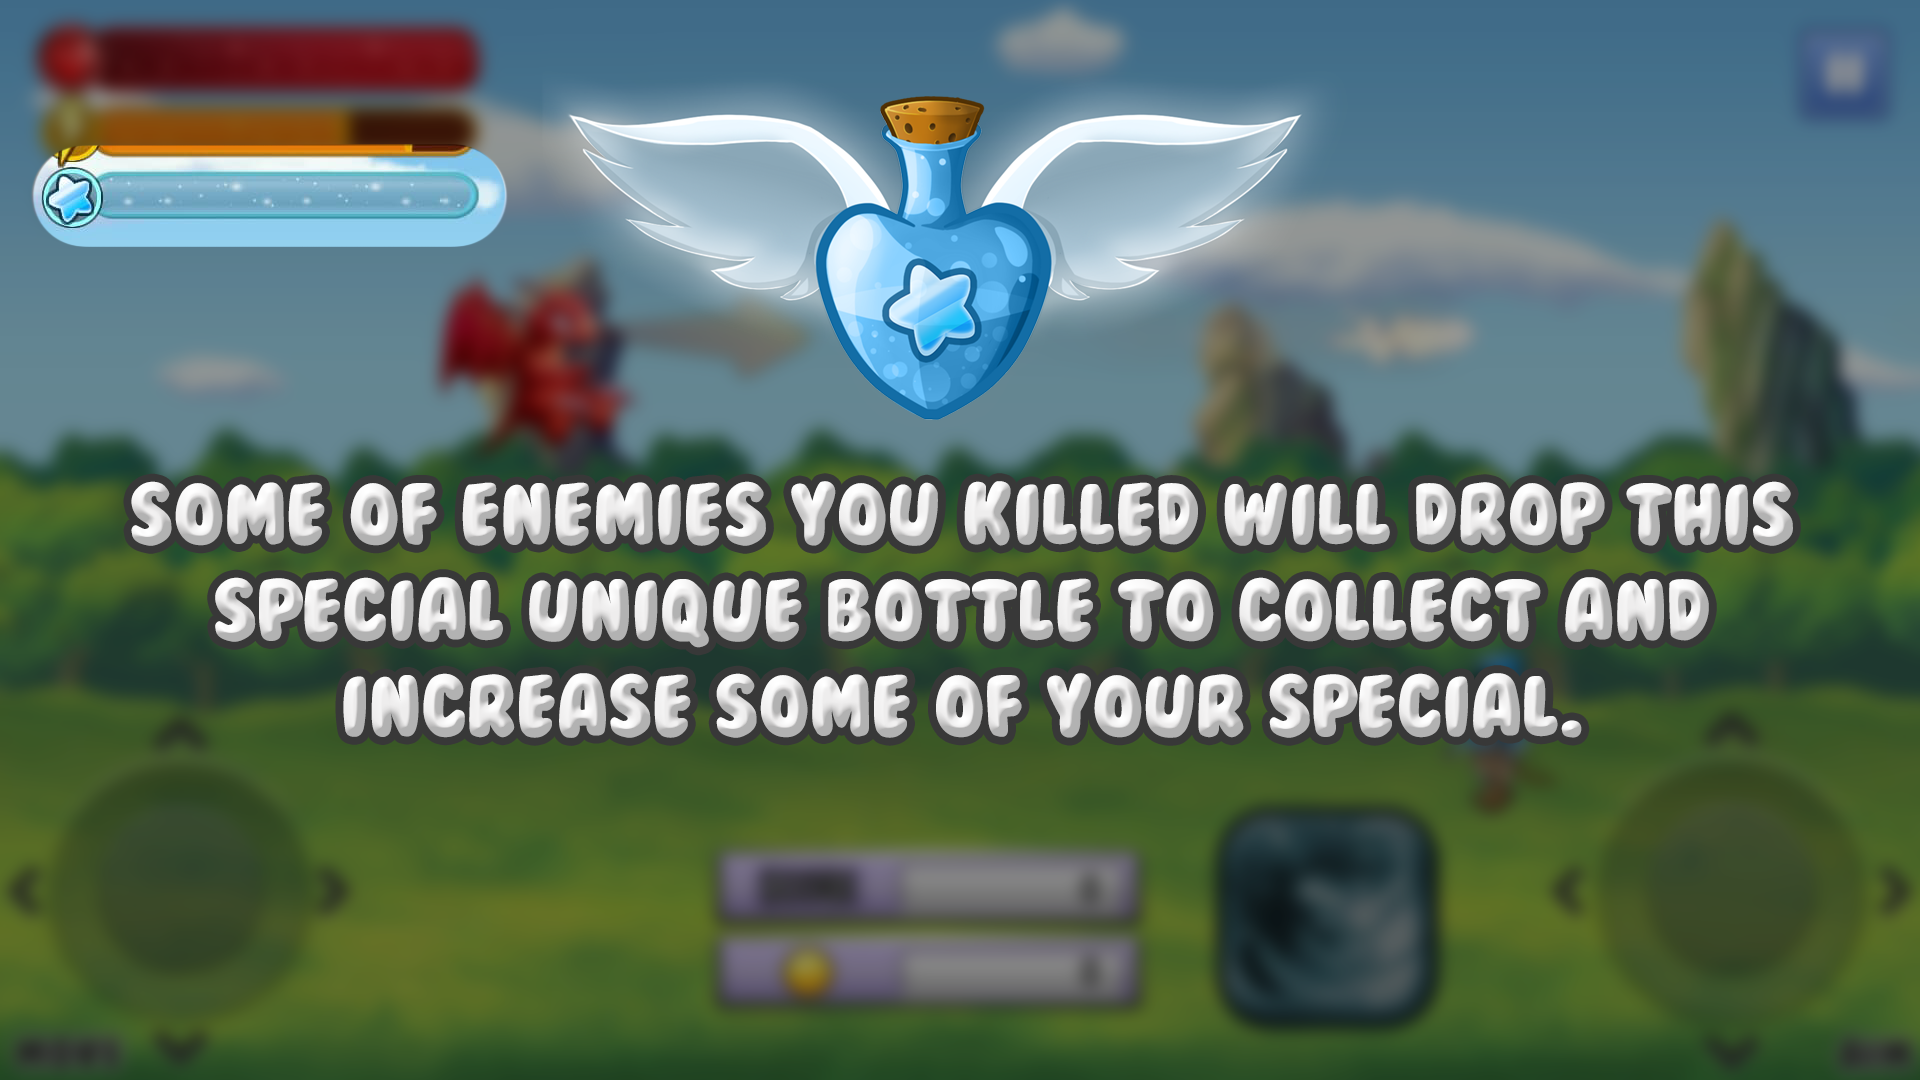 SOME OF ENEMIES YOU KILLED WILL DROP THIS
SPECIAL UNIQUE BOTTLE TO COLLECT AND
INCREASE SOME OF YOUR SPECIAL.